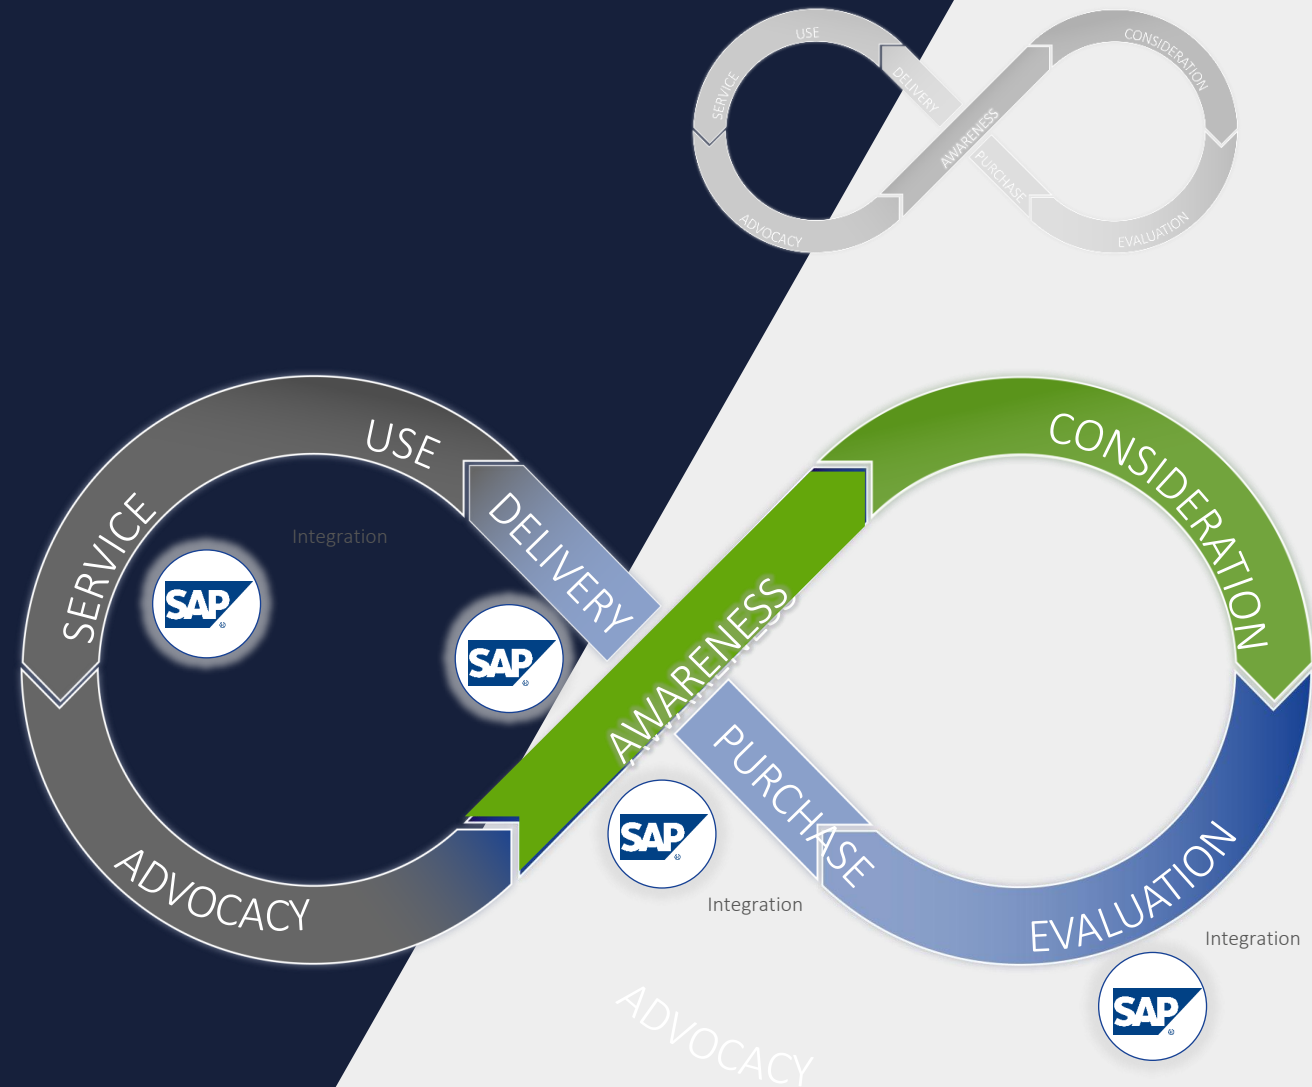 USE
CONSIDERATION
SERVICE
DELIVERY
AWARENESS
PURCHASE
ADVOCACY
EVALUATION
USE
CONSIDERATION
SERVICE
DELIVERY
Integration
SAP ®
SAP ®
AWARENESS
PURCHASE
SAP ®
ADVOCACY
EVALUATION
Integration
Integration
SAP ®
ADVOCACY